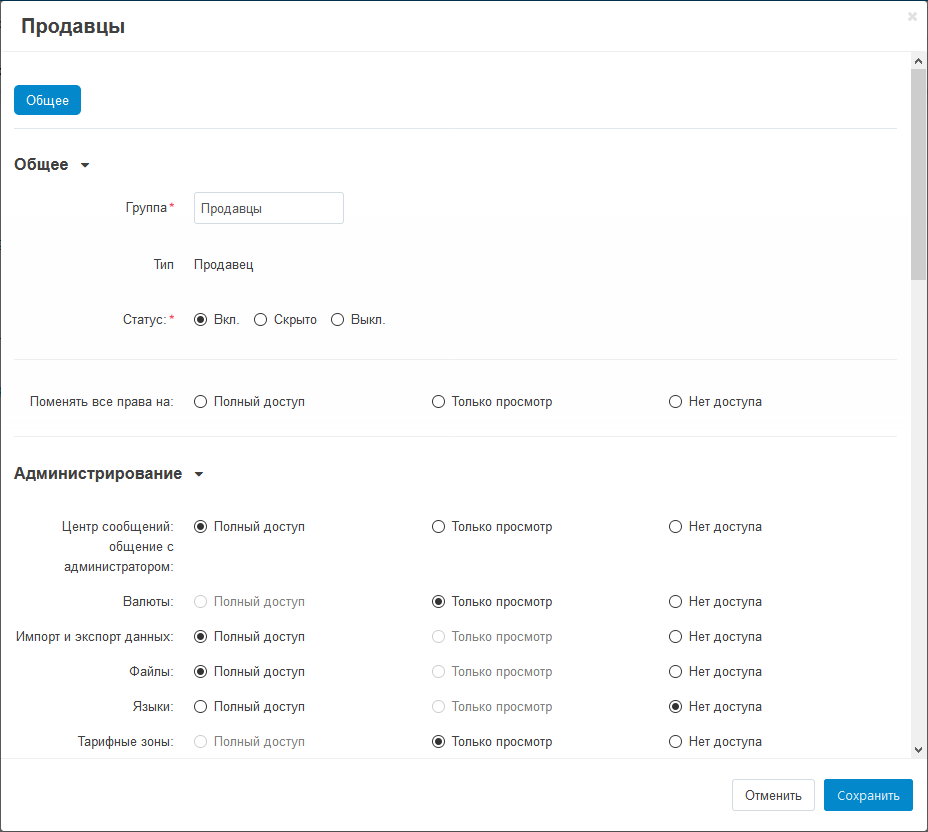 Продавцы
Общее
Общее
Группа* Продавцы
Тип Продавец
Статус:* Вкл. Скрыто Выкл.
Поменять все права на: Полный доступ Только просмотр Нет доступа
Администрирование
Центр сообщений: Полный доступ Только просмотр Нет доступа
общение с
администратором:
Валюты: Полный доступ Только просмотр Нет доступа
Импорт и экспорт данных: Полный доступ Только просмотр Нет доступа
Файлы: Полный доступ Только просмотр Нет доступа
Языки: Полный доступ Только просмотр Нет доступа
Тарифные зоны: Полный доступ Только просмотр Нет доступа
Отменить Сохранить